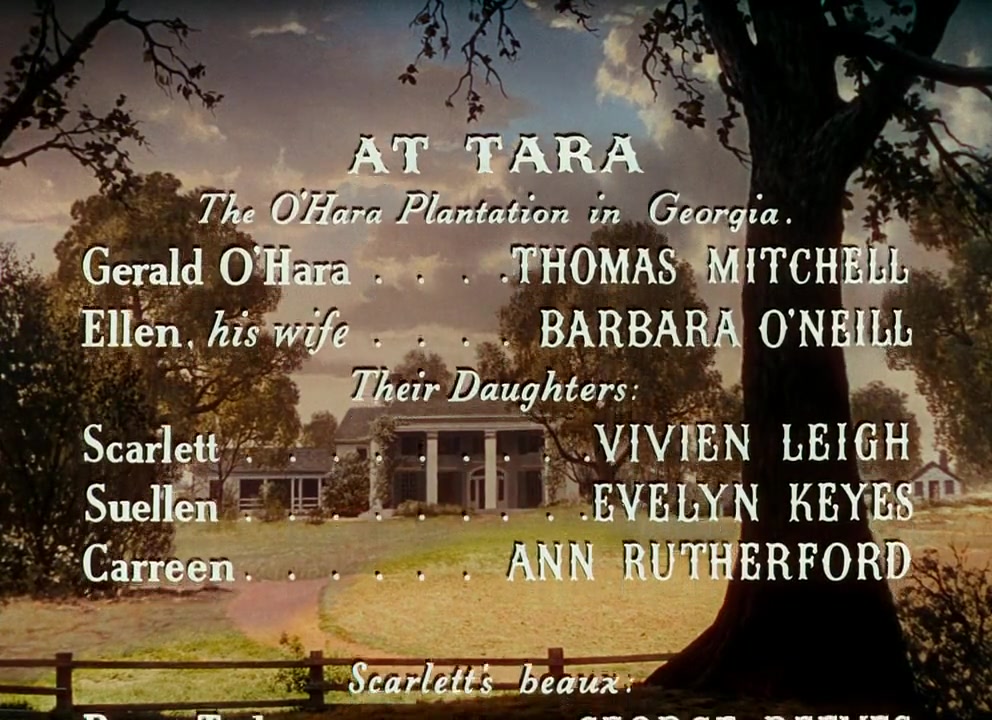 AT TARA
The O'Hara Plantation in Georgia.
Gerald O'Hara . . . . THOMAS MITCHELL
Ellen, his wife . . . . BARBARA O'NEILL
Their Daughters:
Scarlett . . . . . . . VIVIEN LEIGH
Suellen . . . . . . . . EVELYN KEYES
Carreen . . . . . . ANN RUTHERFORD
Scarlett's beaux: